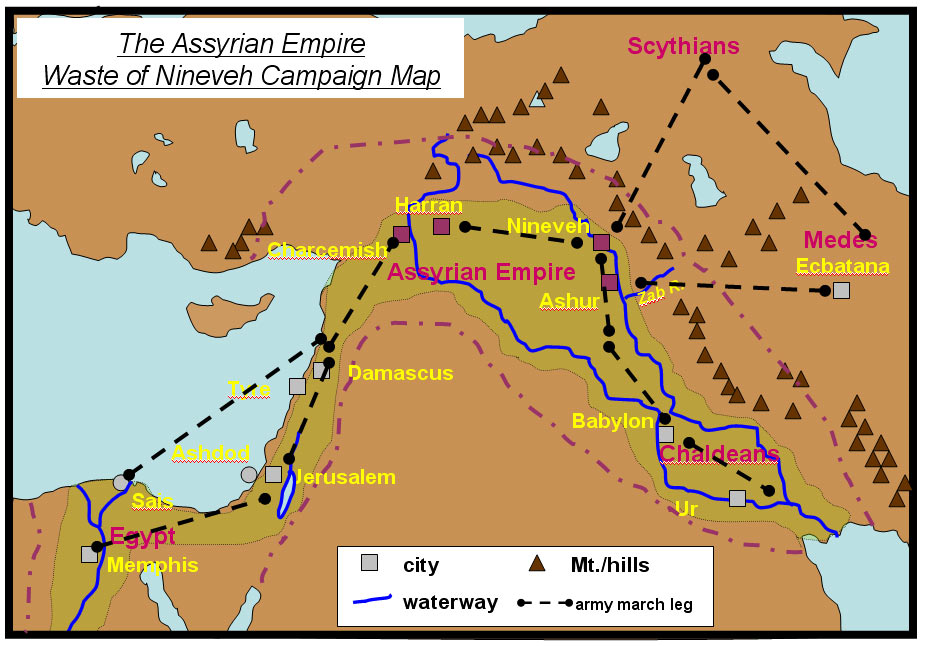 The Assyrian Empire
Waste of Nineveh Campaign Map
Scythians
Harran
Nineveh
Medes
Charcemish
Ecbatana
Assyrian Empire
Ashur
Zab R.
Tyre
Damascus
Babylon
Ashdod
Chaldeans
Jerusalem
Sais
Ur
Egypt
Memphis
city
Mt./hills
waterway
army march leg